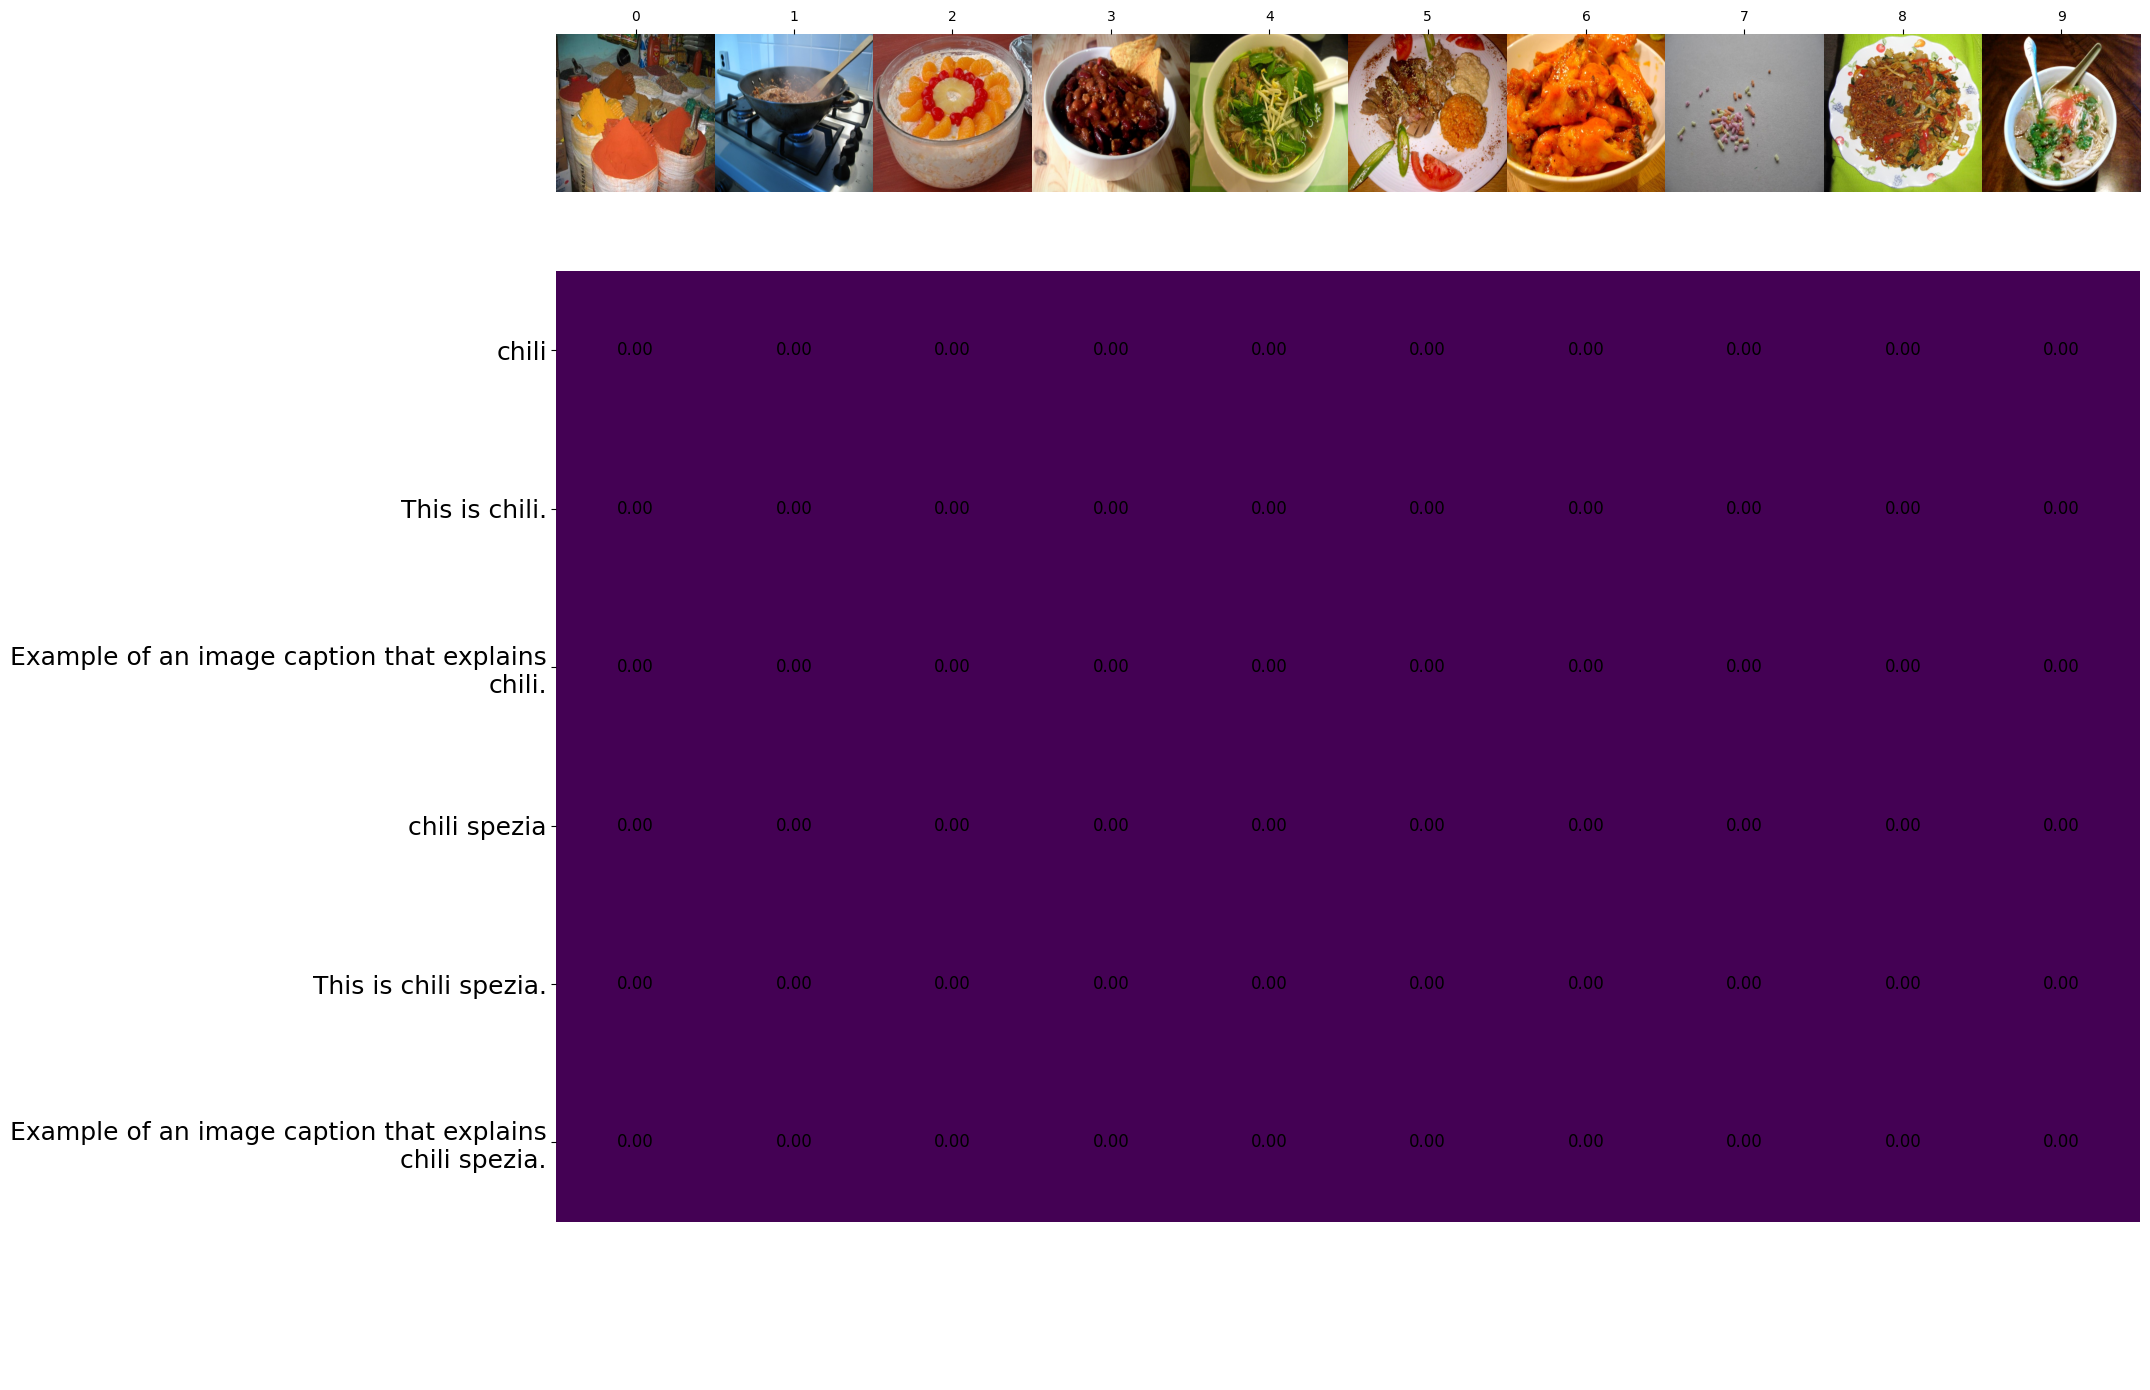 0 1 2 3 4 5 6 7 8 9
chili 0.00 0.00 0.00 0.00 0.00 0.00 0.00 0.00 0.00 0.00
This is chili. 0.00 0.00 0.00 0.00 0.00 0.00 0.00 0.00 0.00 0.00
Example of an image caption that explains
chili. 0.00 0.00 0.00 0.00 0.00 0.00 0.00 0.00 0.00 0.00
chili spezia 0.00 0.00 0.00 0.00 0.00 0.00 0.00 0.00 0.00 0.00
This is chili spezia. 0.00 0.00 0.00 0.00 0.00 0.00 0.00 0.00 0.00 0.00
Example of an image caption that explains
chili spezia. 0.00 0.00 0.00 0.00 0.00 0.00 0.00 0.00 0.00 0.00